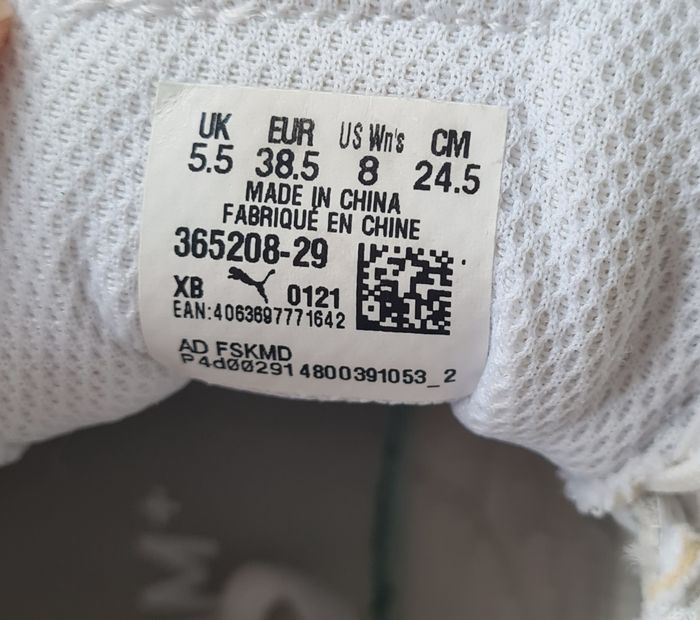 UK EUR US Wn's CM
5.5 38.5 8 24.5
MADE IN CHINA
FABRIQUÉ EN CHINE
365208-29
XB 0121
EAN:4063697771642
AD FSKMD
P4dØØ2914800391053_2
M+